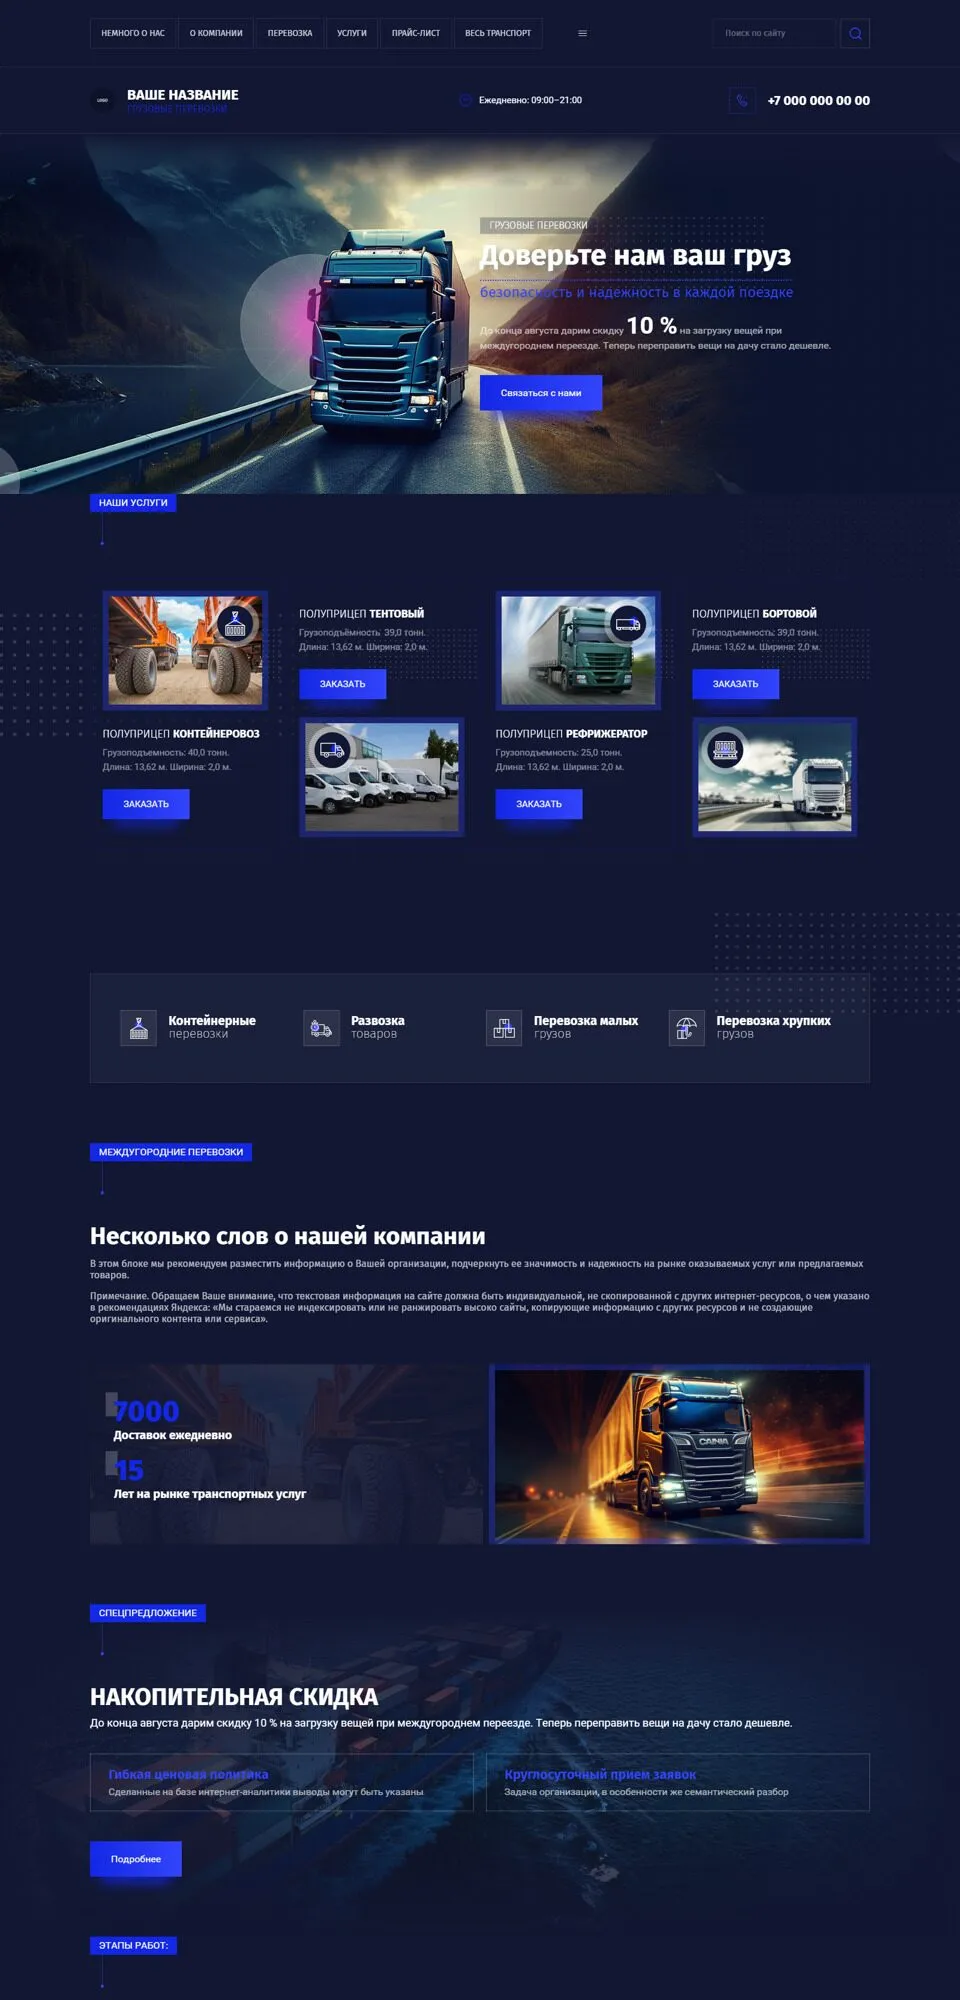 НЕМНОГО О НАС
О КОМПАНИИ
ПЕРЕВОЗКА
УСЛУГИ
ПРАЙС-ЛИСТ
ВЕСЬ ТРАНСПОРТ
Поиск по сайту
LOGO
ВАШЕ НАЗВАНИЕ
ГРУЗОВЫЕ ПЕРЕВОЗКИ
Ежедневно: 09:00–21:00
+7 000 000 00 00
ГРУЗОВЫЕ ПЕРЕВОЗКИ
Доверьте нам ваш груз
безопасность и надежность в каждой поездке
До конца августа дарим скидку 10 % на загрузку вещей при
междугороднем переезде. Теперь переправить вещи на дачу стало дешевле.
Связаться с нами
НАШИ УСЛУГИ
ПОЛУПРИЦЕП ТЕНТОВЫЙ
Грузоподъёмность: 39,0 тонн.
Длина: 13,62 м. Ширина: 2,0 м.
ЗАКАЗАТЬ
ПОЛУПРИЦЕП БОРТОВОЙ
Грузоподъемность: 39,0 тонн.
Длина: 13,62 м. Ширина: 2,0 м.
ЗАКАЗАТЬ
ПОЛУПРИЦЕП КОНТЕЙНЕРОВОЗ
Грузоподъемность: 40,0 тонн.
Длина: 13,62 м. Ширина: 2,0 м.
ЗАКАЗАТЬ
ПОЛУПРИЦЕП РЕФРИЖЕРАТОР
Грузоподъемность: 25,0 тонн.
Длина: 13,62 м. Ширина: 2,0 м.
ЗАКАЗАТЬ
Контейнерные
перевозки
Развозка
товаров
Перевозка малых
грузов
Перевозка хрупких
грузов
МЕЖДУГОРОДНИЕ ПЕРЕВОЗКИ
Несколько слов о нашей компании
В этом блоке мы рекомендуем разместить информацию о Вашей организации, подчеркнуть ее значимость и надежность на рынке оказываемых услуг или предлагаемых
товаров.
Примечание. Обращаем Ваше внимание, что текстовая информация на сайте должна быть индивидуальной, не скопированной с других интернет-ресурсов, о чем указано
в рекомендациях Яндекса: «Мы стараемся не индексировать или не ранжировать высоко сайты, копирующие информацию с других ресурсов и не создающие
оригинального контента или сервиса».
7000
Доставок ежедневно
15
Лет на рынке транспортных услуг
CANIA
СПЕЦПРЕДЛОЖЕНИЕ
НАКОПИТЕЛЬНАЯ СКИДКА
До конца августа дарим скидку 10 % на загрузку вещей при междугороднем переезде. Теперь переправить вещи на дачу стало дешевле.
Гибкая ценовая политика
Сделанные на базе интернет-аналитики выводы могут быть указаны
Круглосуточный прием заявок
Задача организации, в особенности же семантический разбор
Подробнее
ЭТАПЫ РАБОТ: